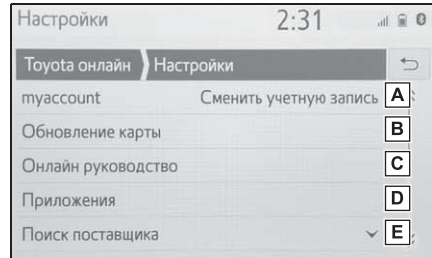 Настройки 2:31
Toyota онлайн Настройки
myaccount Сменить учетную запись A
Обновление карты B
Онлайн руководство C
Приложения D
Поиск поставщика E